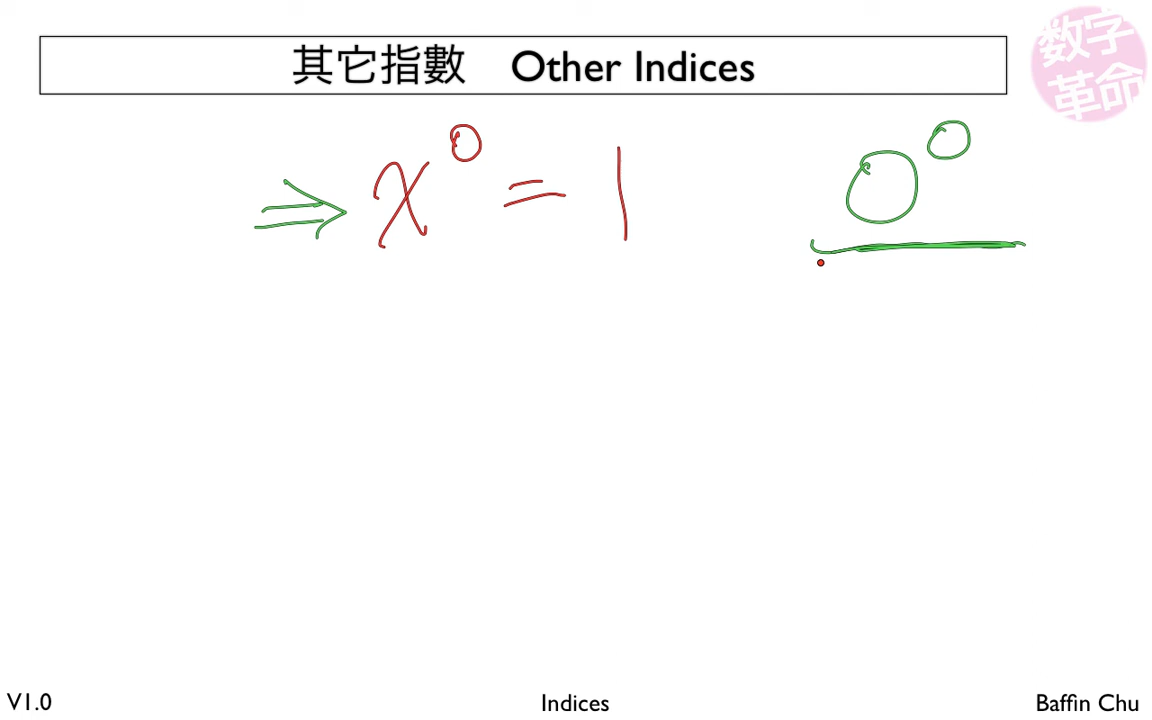 其它指數 Other Indices
数字
革命
⇒ x⁰ = 1 0⁰
V1.0 Indices Baffin Chu